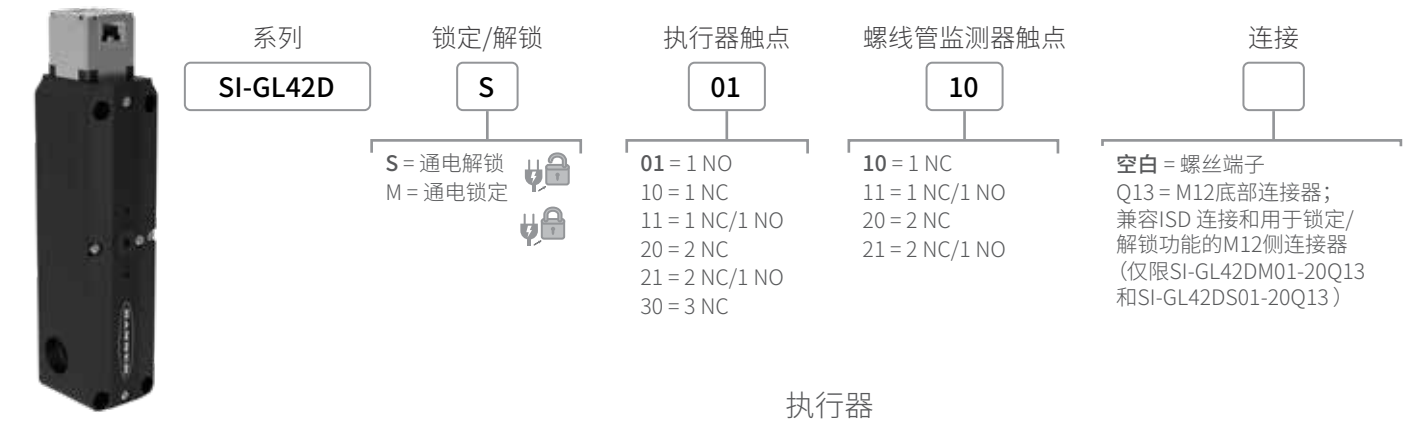 系列
锁定/解锁
执行器触点
螺线管监测器触点
连接
SI-GL42D
S
01
10
S = 通电解锁
M = 通电锁定
01 = 1 NO
10 = 1 NC
11 = 1 NC/1 NO
20 = 2 NC
21 = 2 NC/1 NO
30 = 3 NC
10 = 1 NC
11 = 1 NC/1 NO
20 = 2 NC
21 = 2 NC/1 NO
空白 = 螺丝端子
Q13 = M12底部连接器；
兼容ISD 连接和用于锁定/
解锁功能的M12侧连接器
（仅限SI-GL42DM01-20Q13
和SI-GL42DS01-20Q13）
BANNER
执行器